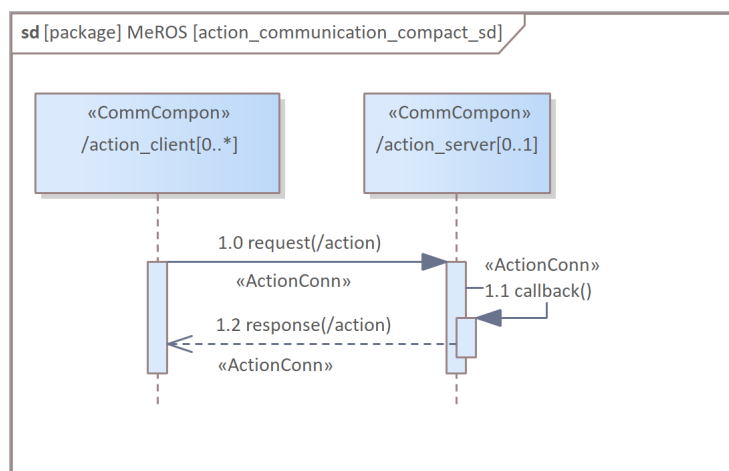 sd [package] MeROS [action_communication_compact_sd]
«CommCompon»
/action_client[0..*]
«CommCompon»
/action_server[0..1]
1.0 request(/action)
«ActionConn»
«ActionConn»
1.1 callback()
1.2 response(/action)
«ActionConn»